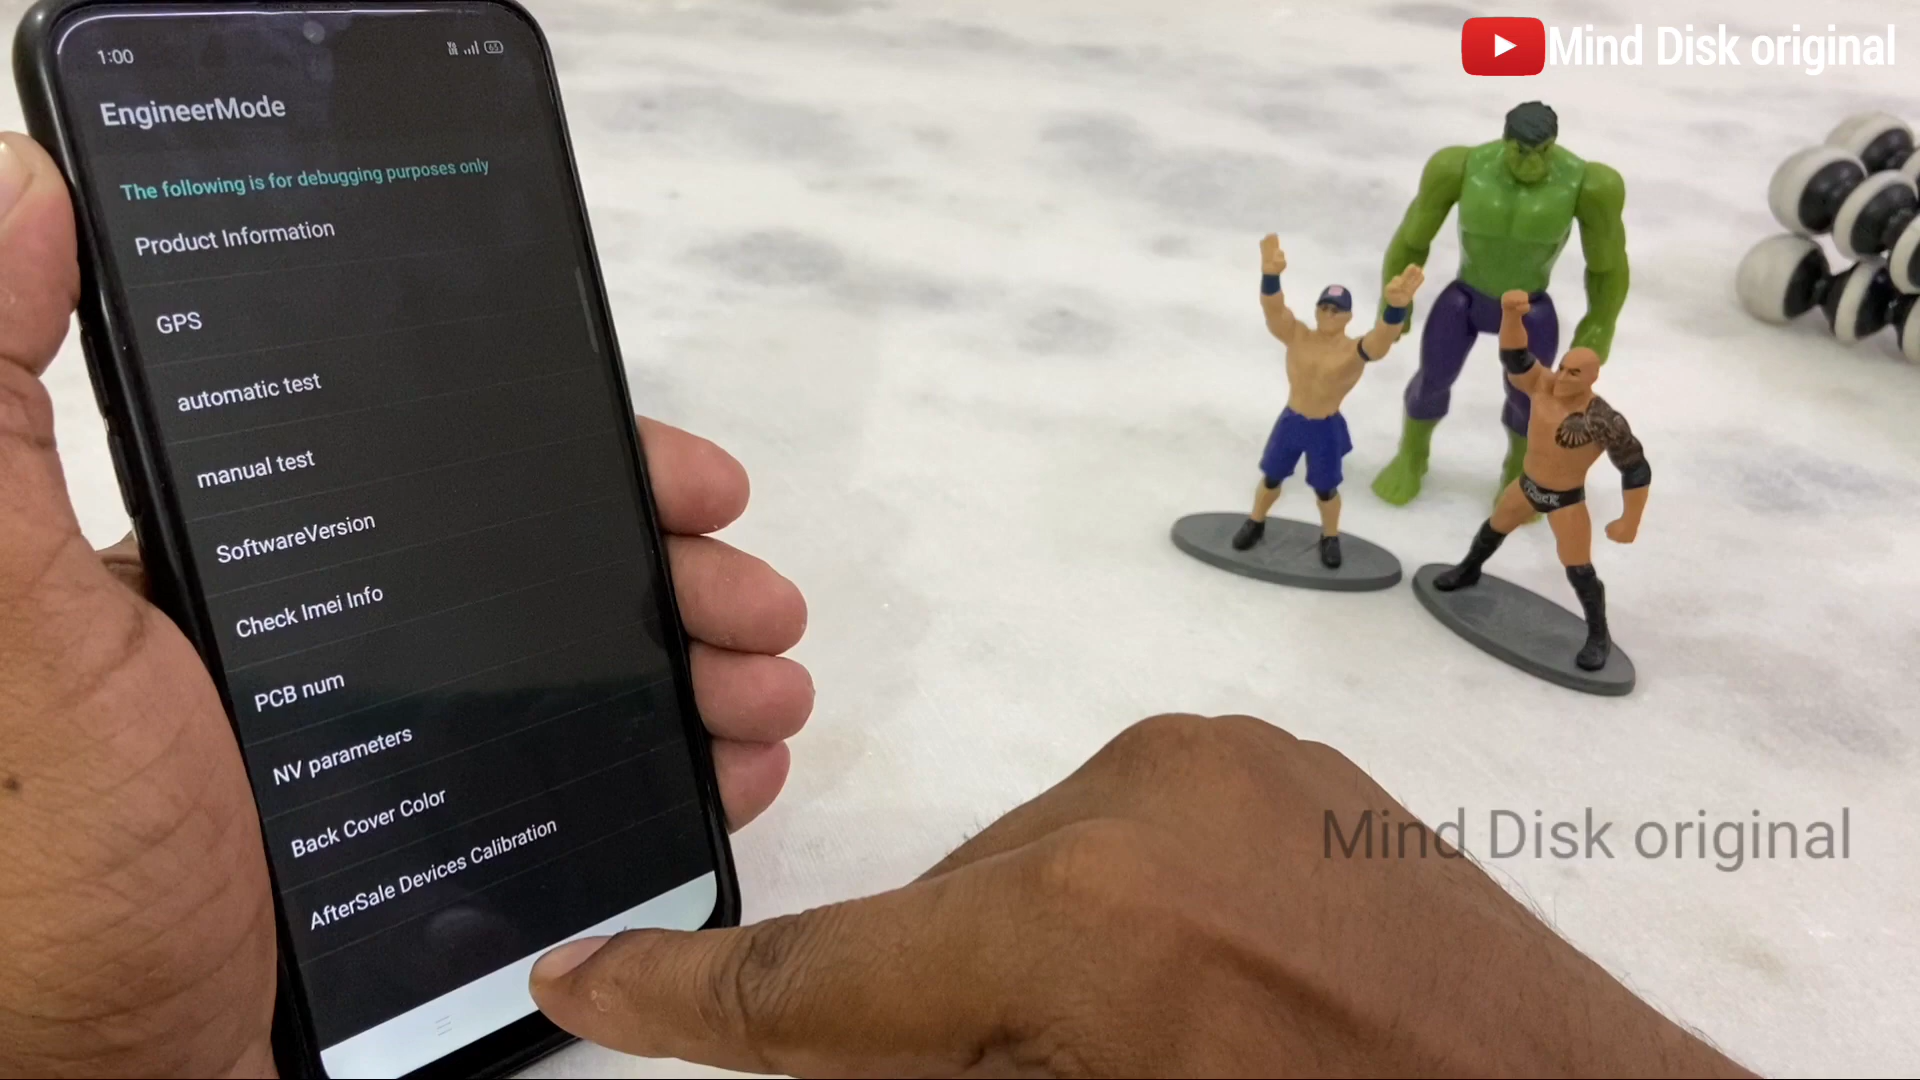 1:00
63
EngineerMode
The following is for debugging purposes only
Product Information
GPS
automatic test
manual test
SoftwareVersion
Check Imei Info
PCB num
NV parameters
Back Cover Color
AfterSale Devices Calibration
Mind Disk original
Mind Disk original